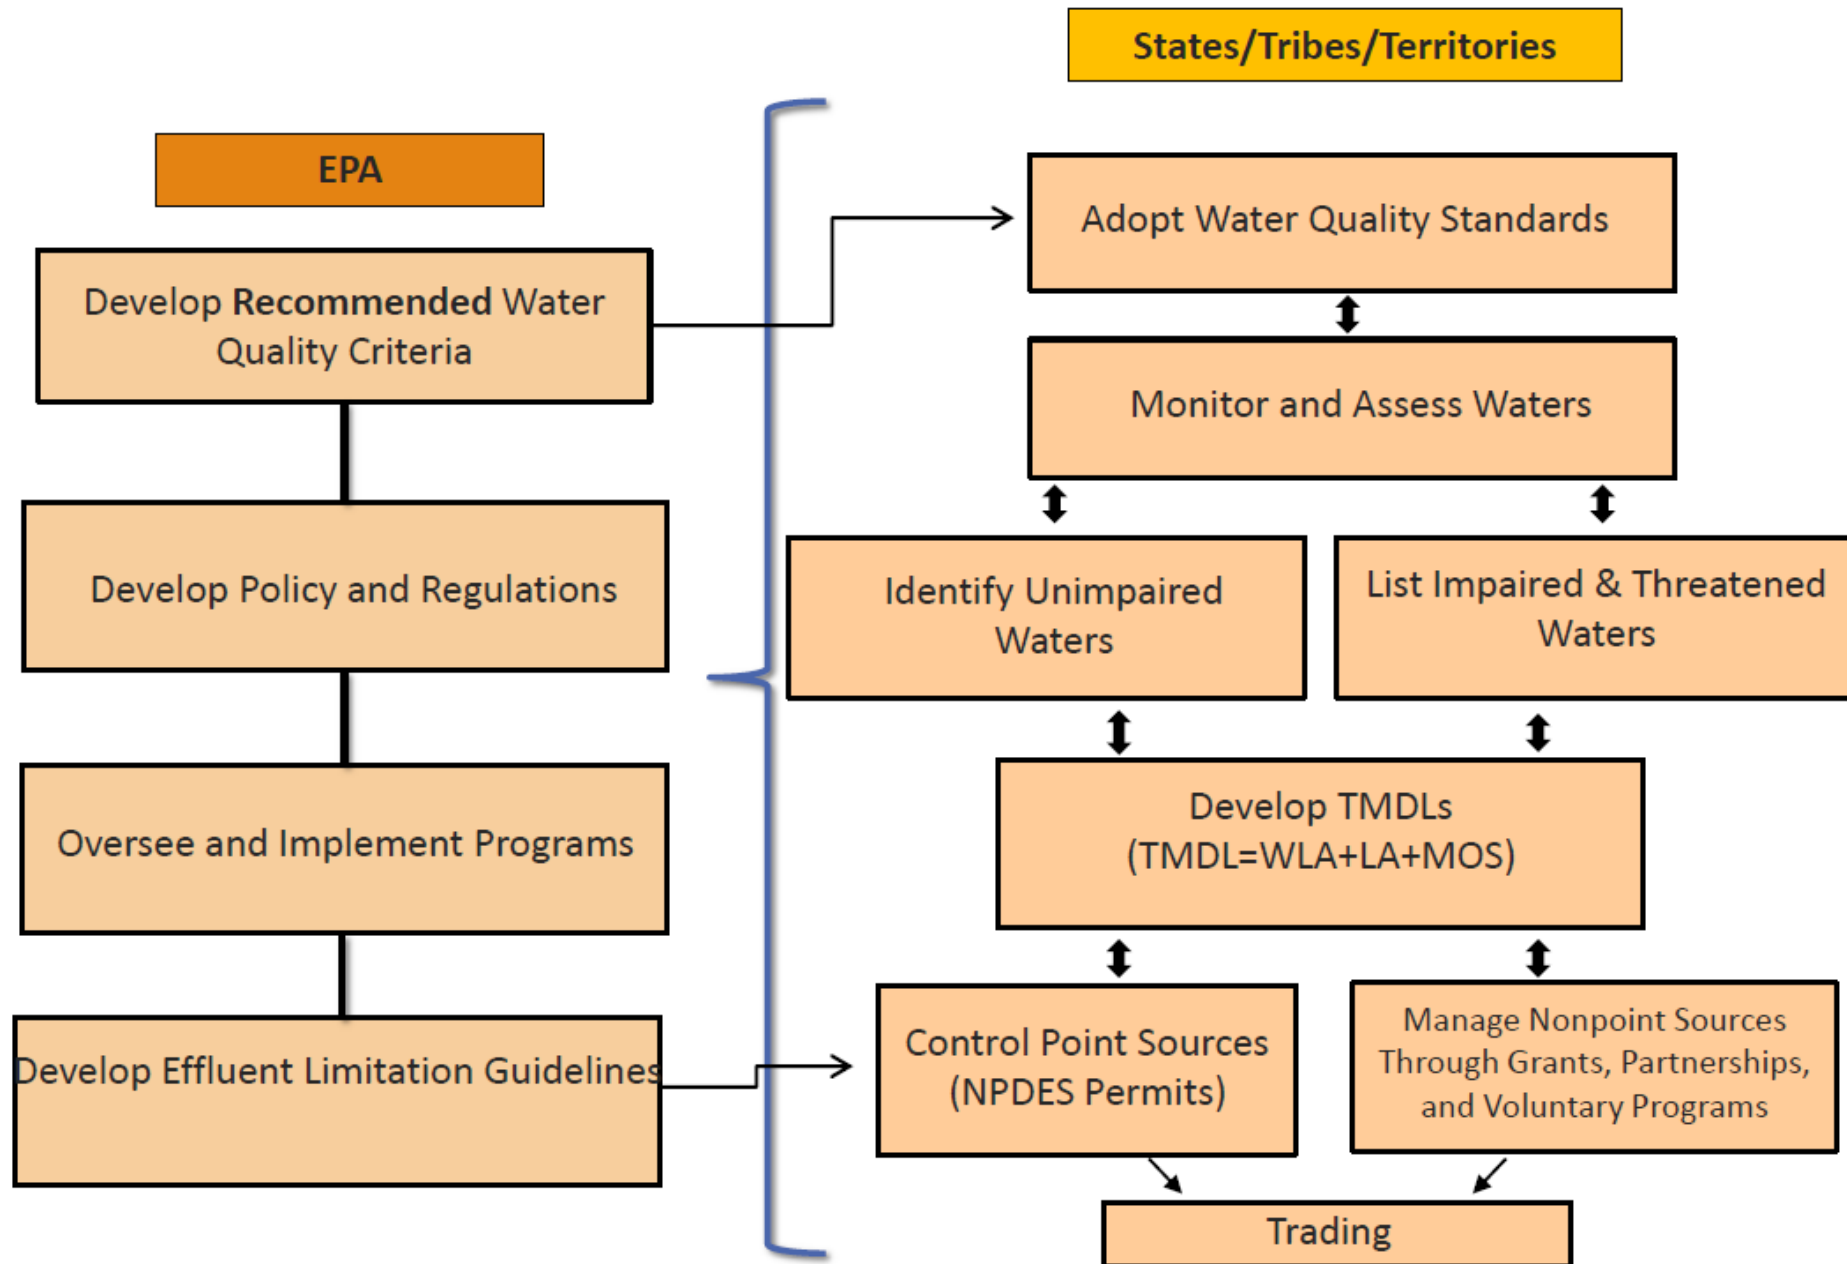 EPA
Develop Recommended Water
Quality Criteria
Develop Policy and Regulations
Oversee and Implement Programs
Develop Effluent Limitation Guidelines
States/Tribes/Territories
Adopt Water Quality Standards
Monitor and Assess Waters
Identify Unimpaired
Waters
List Impaired & Threatened
Waters
Develop TMDLs
(TMDL=WLA+LA+MOS)
Control Point Sources
(NPDES Permits)
Manage Nonpoint Sources
Through Grants, Partnerships,
and Voluntary Programs
Trading